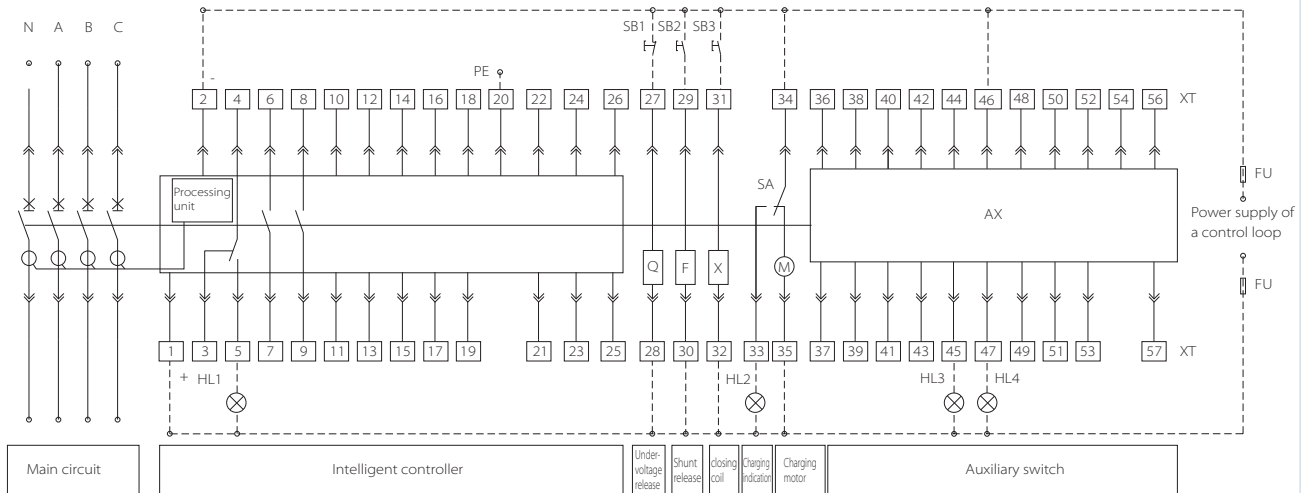 N A B C
SB1 SB2 SB3
PE
-
2 4 6 8 10 12 14 16 18 20 22 24 26 27 29 31 34 36 38 40 42 44 46 48 50 52 54 56 XT
FU
Processing
unit
SA
AX
Power supply of
a control loop
Q F X M
FU
1 3 5 7 9 11 13 15 17 19 21 23 25 28 30 32 33 35 37 39 41 43 45 47 49 51 53 57 XT
+ HL1 HL2 HL3 HL4
Main circuit
Intelligent controller
Under-
voltage
release
Shunt
release
closing
coil
Charging
indication
Charging
motor
Auxiliary switch